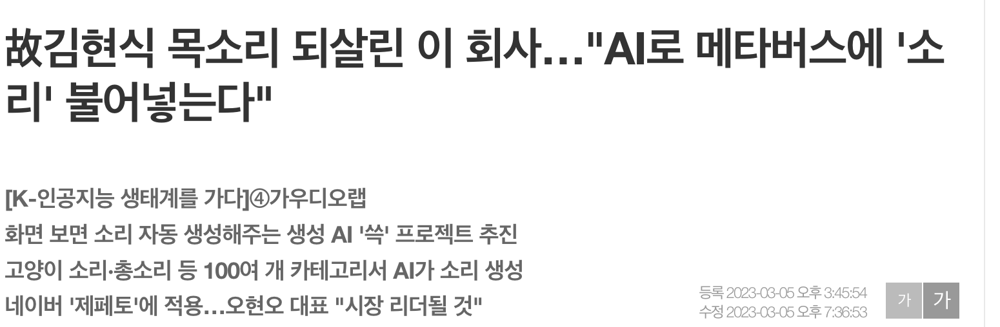 故김현식 목소리 되살린 이 회사…"AI로 메타버스에 '소
리' 불어넣는다"
[K-인공지능 생태계를 가다]④가우디오랩
화면 보면 소리 자동 생성해주는 생성 AI '쓱' 프로젝트 추진
고양이 소리·총소리 등 100여 개 카테고리서 AI가 소리 생성
네이버 '제페토'에 적용…오현오 대표 "시장 리더될 것"
등록 2023-03-05 오후 3:45:54
수정 2023-03-05 오후 7:36:53
가 가